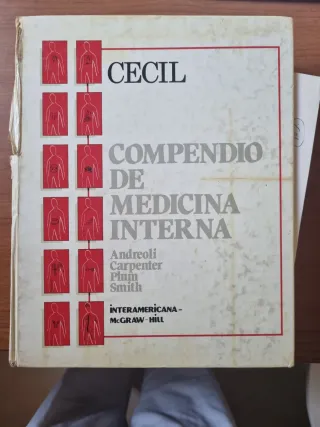 CECIL
COMPENDIO
DE
MEDICINA
INTERNA
Andreoli
Carpenter
Plum
Smith
iNTERAMERICANA-
McGRAW-HILL